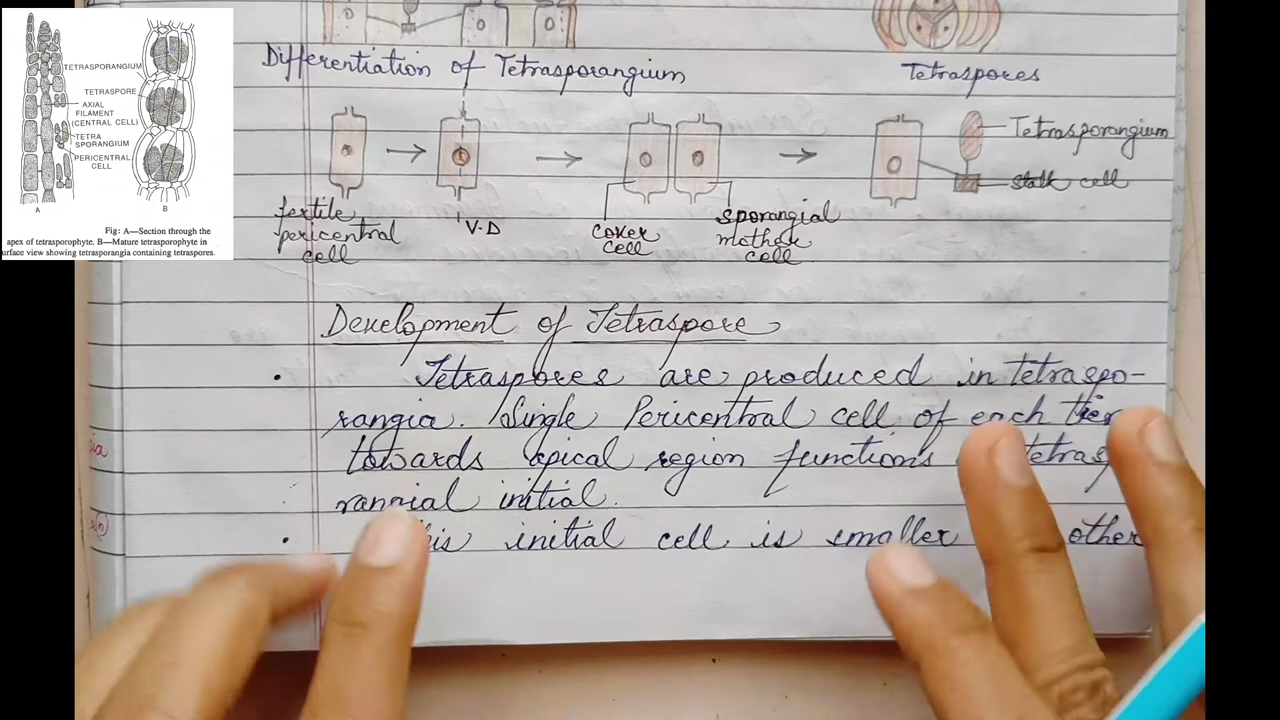 TETRASPORANGIUM
TETRASPORE
AXIAL
FILAMENT
(CENTRAL CELL)
TETRA
SPORANGIUM
PERICENTRAL
CELL
A
B
Fig: A—Section through the
apex of tetrasporophyte. B—Mature tetrasporophyte in
urface view showing tetrasporangia containing tetraspores.
Differentiation of Tetrasporangium
Tetraspores
Tetrasporangium
stalk cell
fertile
pericentral
cell
V.D
cover
cell
sporangial
mother
cell
Development of Tetraspore
• Tetraspores are produced in tetraspo-
rangia. Single Pericentral cell of each tier
towards apical region functions tetrasp
initial.
• his initial cell is smaller other